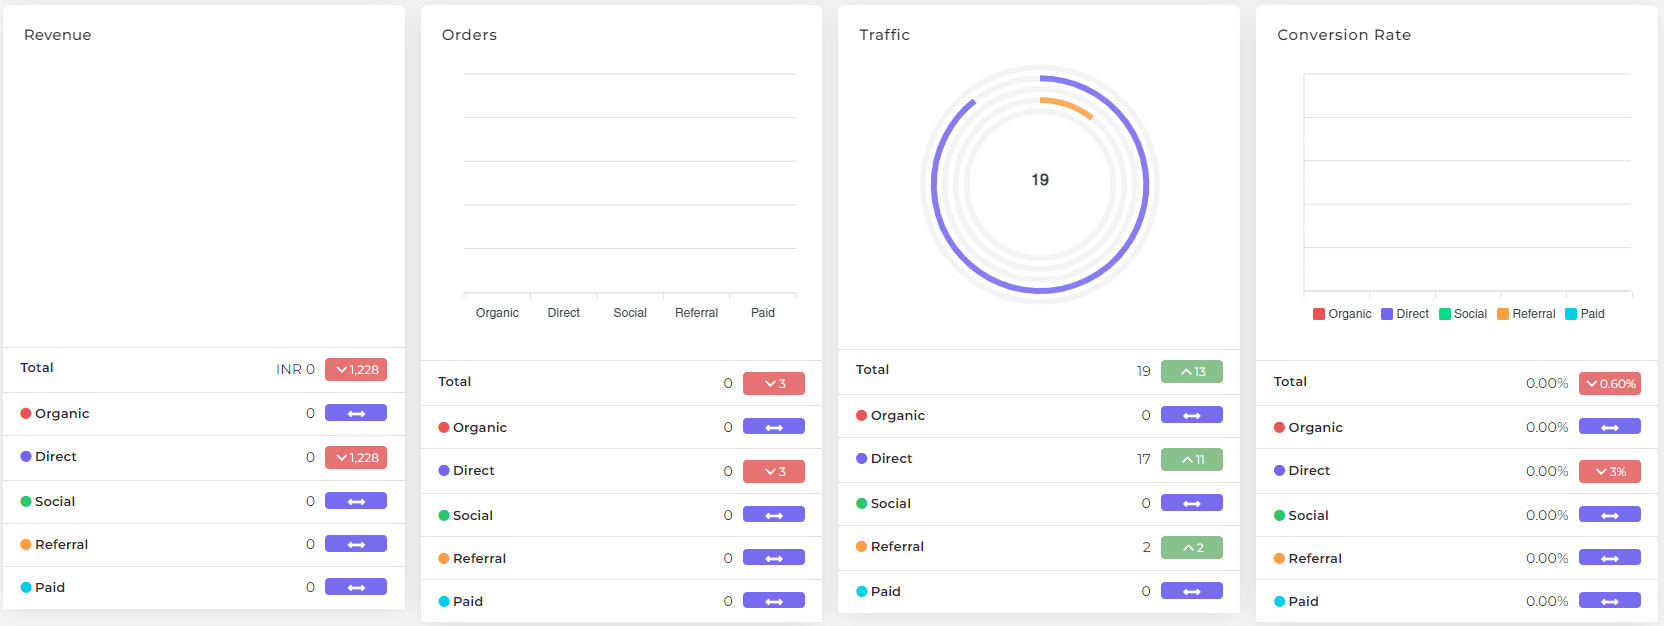 Revenue
Total INR 0 1,228
Organic 0
Direct 0 1,228
Social 0
Referral 0
Paid 0
Orders
Organic Direct Social Referral Paid
Total 0 3
Organic 0
Direct 0 3
Social 0
Referral 0
Paid 0
Traffic
19
Total 19 13
Organic 0
Direct 17 11
Social 0
Referral 2 2
Paid 0
Conversion Rate
Organic Direct Social Referral Paid
Total 0.00% 0.60%
Organic 0.00%
Direct 0.00% 3%
Social 0.00%
Referral 0.00%
Paid 0.00%